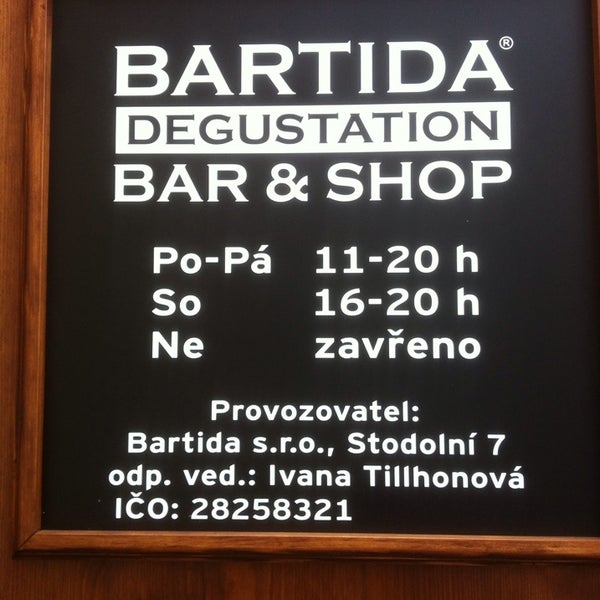 BARTIDA®
DEGUSTATION
BAR & SHOP
Po-Pá 11-20 h
So 16-20 h
Ne zavřeno
Provozovatel:
Bartida s.r.o., Stodolní 7
odp. ved.: Ivana Tillhonová
IČO: 28258321